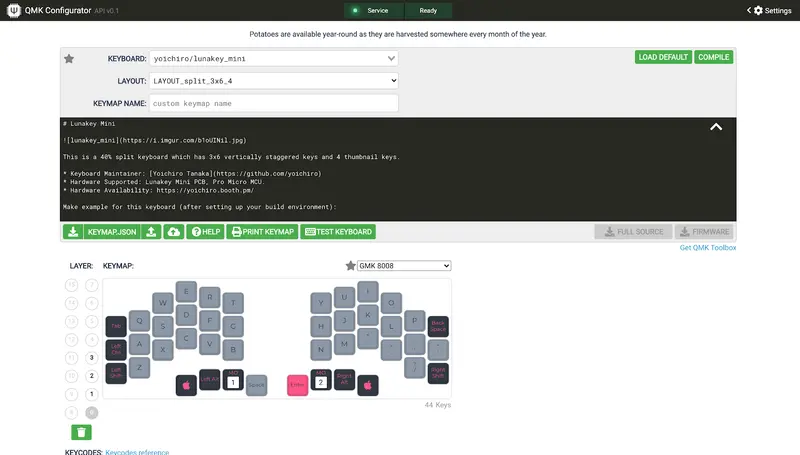 QMK Configurator API v0.1
Service
Ready
Settings
Potatoes are available year-round as they are harvested somewhere every month of the year.
KEYBOARD:
yoichiro/lunakey_mini
LOAD DEFAULT
COMPILE
LAYOUT:
LAYOUT_split_3x6_4
KEYMAP NAME:
custom keymap name
# Lunakey Mini
![lunakey_mini](https://i.imgur.com/b1oUINil.jpg)
This is a 40% split keyboard which has 3x6 vertically staggered keys and 4 thumbnail keys.
* Keyboard Maintainer: [Yoichiro Tanaka](https://github.com/yoichiro)
* Hardware Supported: Lunakey Mini PCB, Pro Micro MCU.
* Hardware Availability: https://yoichiro.booth.pm/
Make example for this keyboard (after setting up your build environment):
KEYMAP.JSON
HELP
PRINT KEYMAP
TEST KEYBOARD
FULL SOURCE
FIRMWARE
Get QMK Toolbox
LAYER:
KEYMAP:
GMK 8008
15 7
14 6
13 5
12 4
11 3
10 2
9 1
8 0
E I
W R T Y U O
Q D K P
Tab S F G H J L Back Space
A C
Left Ctrl X V B N M
Z
Left Shift Right Shift
Left Alt MO 1 Space Enter MO 2 Right Alt
44 Keys
KEYCODES: Keycodes reference